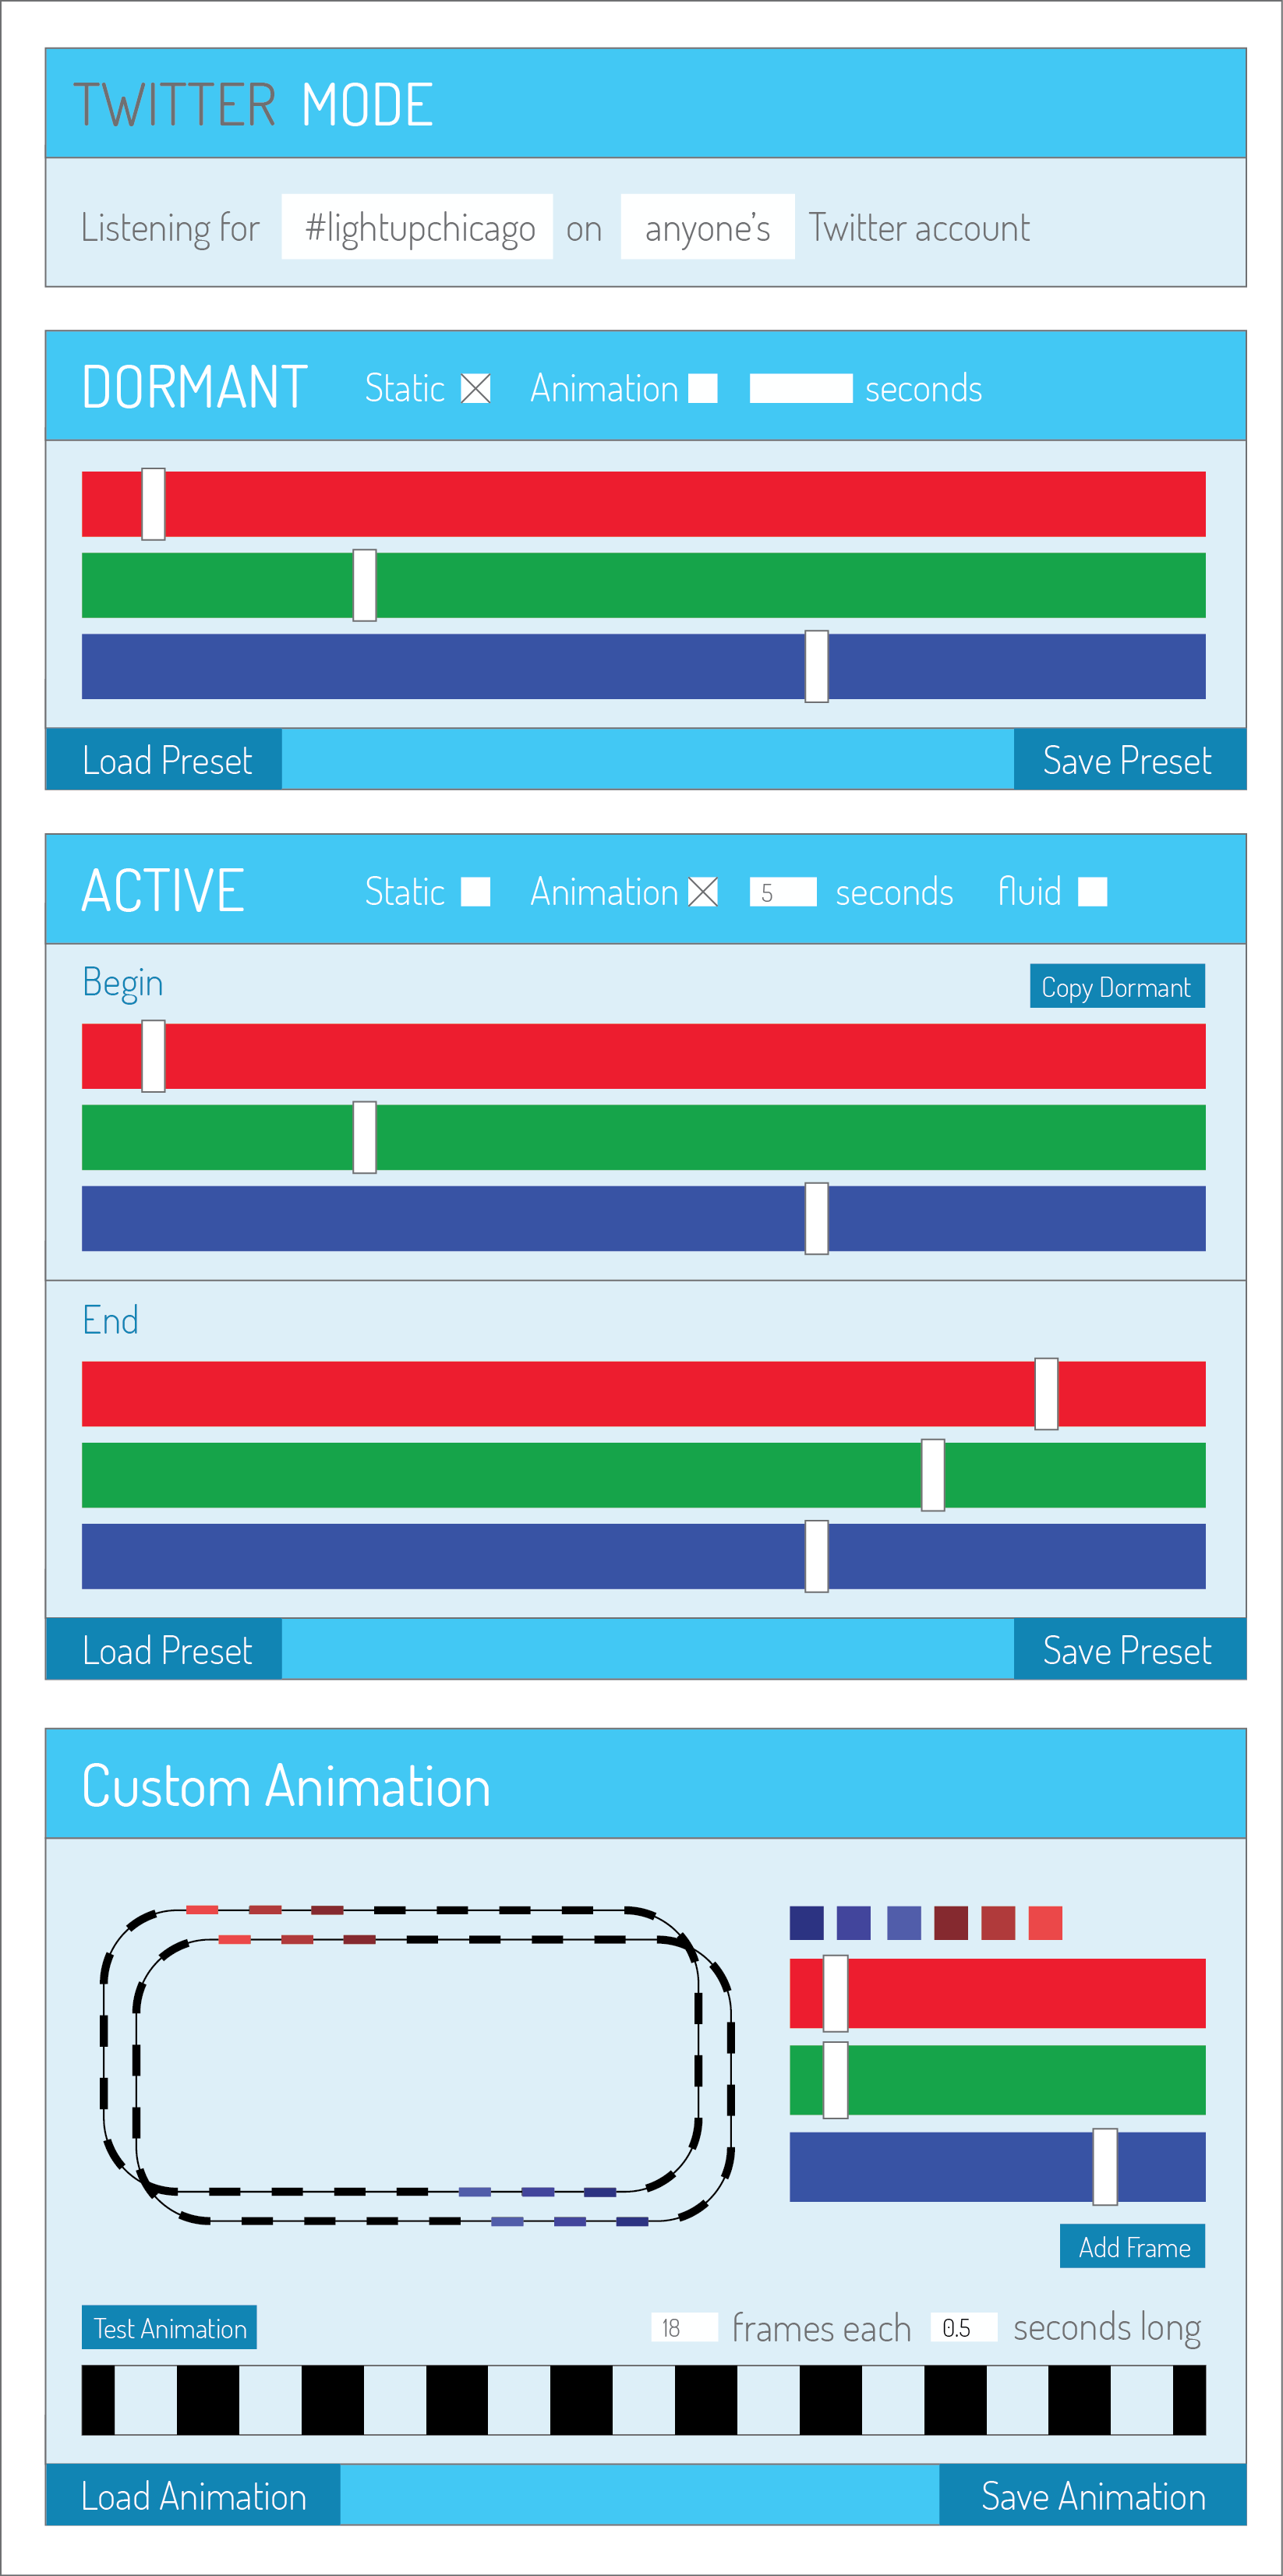 TWITTER MODE
Listening for #lightupchicago on anyone's Twitter account
DORMANT Static Animation seconds
Load Preset Save Preset
ACTIVE Static Animation 5 seconds fluid
Begin Copy Dormant
End
Load Preset Save Preset
Custom Animation
Add Frame
Test Animation 18 frames each 0.5 seconds long
Load Animation Save Animation